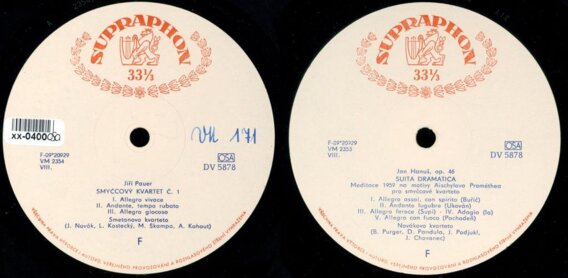 SUPRAPHON
33⅓
xx-0400
VK 171
F-09*20929
VM 2354
VIII.
OSA
DV 5878
Jiří Pauer
SMYČCOVÝ KVARTET Č. 1
I. Allegro vivace
II. Andante, tempo rubato
III. Allegro giocoso
Smetanovo kvarteto
(J. Novák, L. Kostecký, M. Škampa, A. Kohout)
F
SUPRAPHON
33⅓
F-09*20929
VM 2353
VIII.
OSA
DV 5878
Jan Hanuš, op. 46
SUITA DRAMATICA
Meditace 1959 na motivy Aischylova Promethea
pro smyčcové kvarteto
I. Allegro assai, con spirito (Buřič)
II. Andante lugubre (Ukován)
III. Allegro feroce (Supi) - IV. Adagio (Io)
V. Allegro con fuoco (Pochodeň)
Novákovo kvarteto
(B. Purger, D. Pandula, J. Podjukl,
J. Chovanec)
F